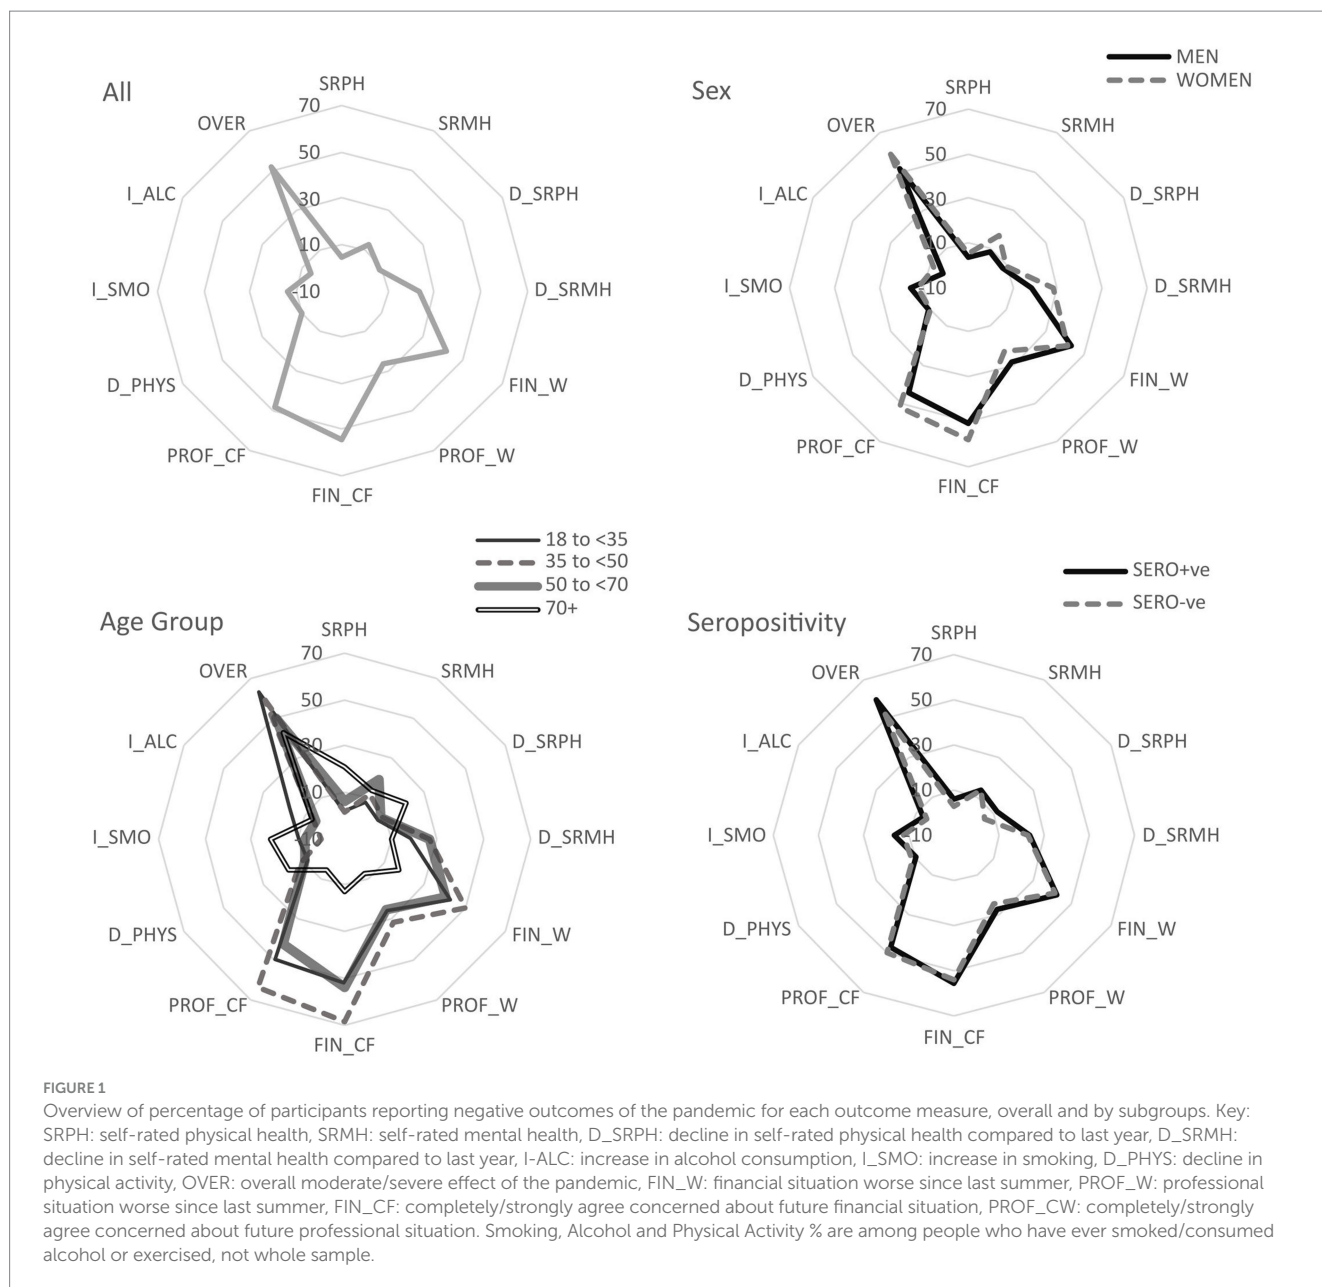 All
SRPH
70
50
30
10
-10
SRMH
D_SRPH
D_SRMH
FIN_W
PROF_W
FIN_CF
PROF_CF
D_PHYS
I_SMO
I_ALC
OVER
Sex
MEN
WOMEN
SRPH
70
50
30
10
-10
SRMH
D_SRPH
D_SRMH
FIN_W
PROF_W
FIN_CF
PROF_CF
D_PHYS
I_SMO
I_ALC
OVER
Age Group
18 to <35
35 to <50
50 to <70
70+
SRPH
70
50
30
10
-10
SRMH
D_SRPH
D_SRMH
FIN_W
PROF_W
FIN_CF
PROF_CF
D_PHYS
I_SMO
I_ALC
OVER
Seropositivity
SERO+ve
SERO-ve
SRPH
70
50
30
10
-10
SRMH
D_SRPH
D_SRMH
FIN_W
PROF_W
FIN_CF
PROF_CF
D_PHYS
I_SMO
I_ALC
OVER
FIGURE 1
Overview of percentage of participants reporting negative outcomes of the pandemic for each outcome measure, overall and by subgroups. Key:
SRPH: self-rated physical health, SRMH: self-rated mental health, D_SRPH: decline in self-rated physical health compared to last year, D_SRMH:
decline in self-rated mental health compared to last year, I-ALC: increase in alcohol consumption, I_SMO: increase in smoking, D_PHYS: decline in
physical activity, OVER: overall moderate/severe effect of the pandemic, FIN_W: financial situation worse since last summer, PROF_W: professional
situation worse since last summer, FIN_CF: completely/strongly agree concerned about future financial situation, PROF_CW: completely/strongly
agree concerned about future professional situation. Smoking, Alcohol and Physical Activity % are among people who have ever smoked/consumed
alcohol or exercised, not whole sample.